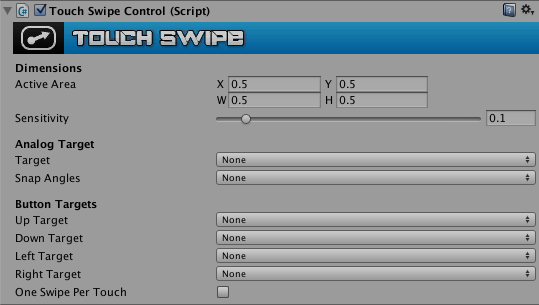 Touch Swipe Control (Script)
TOUCH SWIPE
Dimensions
Active Area X 0.5 Y 0.5
W 0.5 H 0.5
Sensitivity 0.1
Analog Target
Target None
Snap Angles None
Button Targets
Up Target None
Down Target None
Left Target None
Right Target None
One Swipe Per Touch